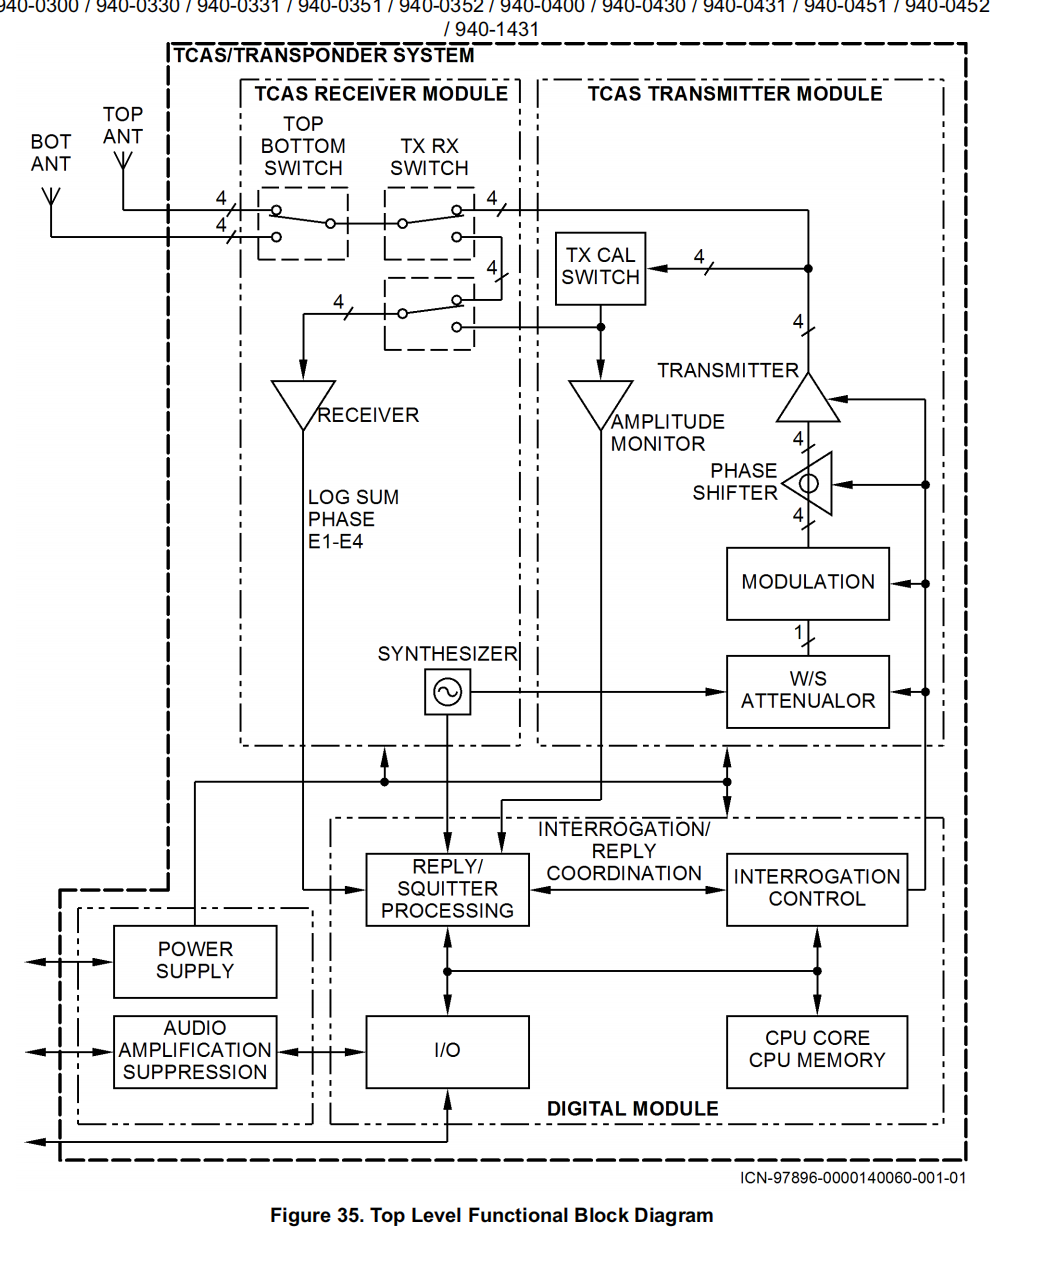 940-0300 / 940-0330 / 940-0331 / 940-0351 / 940-0352 / 940-0400 / 940-0430 / 940-0431 / 940-0451 / 940-0452
/ 940-1431
TCAS/TRANSPONDER SYSTEM
TCAS RECEIVER MODULE
TCAS TRANSMITTER MODULE
TOP
ANT
BOT
ANT
TOP
BOTTOM
SWITCH
TX RX
SWITCH
4
4
4
4
4
TX CAL
SWITCH
4
4
TRANSMITTER
RECEIVER
AMPLITUDE
MONITOR
4
PHASE
SHIFTER
4
LOG SUM
PHASE
E1-E4
MODULATION
1
SYNTHESIZER
W/S
ATTENUALOR
INTERROGATION/
REPLY
COORDINATION
REPLY/
SQUITTER
PROCESSING
INTERROGATION
CONTROL
POWER
SUPPLY
AUDIO
AMPLIFICATION
SUPPRESSION
I/O
CPU CORE
CPU MEMORY
DIGITAL MODULE
ICN-97896-0000140060-001-01
Figure 35. Top Level Functional Block Diagram